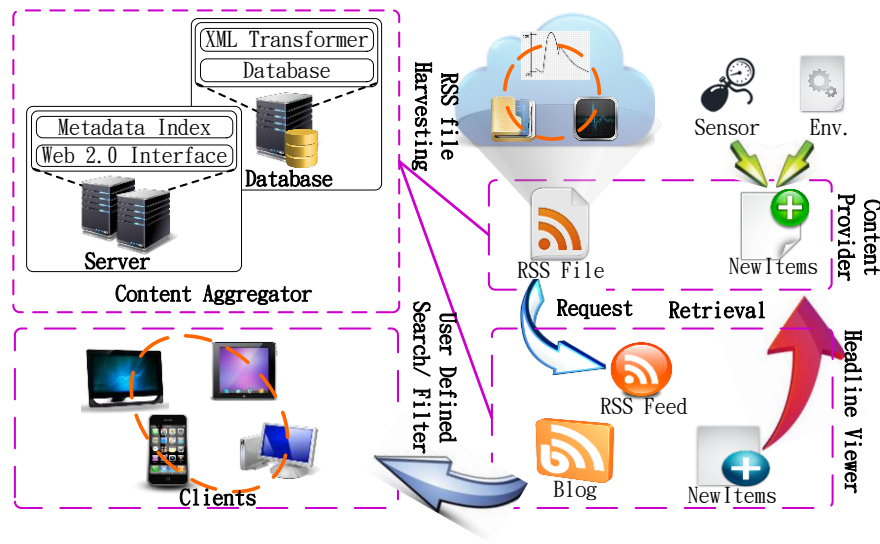 XML Transformer
Database
Metadata Index
Web 2.0 Interface
Database
Server
Content Aggregator
RSS file
Harvesting
Sensor
Env.
Content
Provider
RSS File
NewItems
Request
Retrieval
User Defined
Search/ Filter
Headline Viewer
RSS Feed
Blog
NewItems
Clients